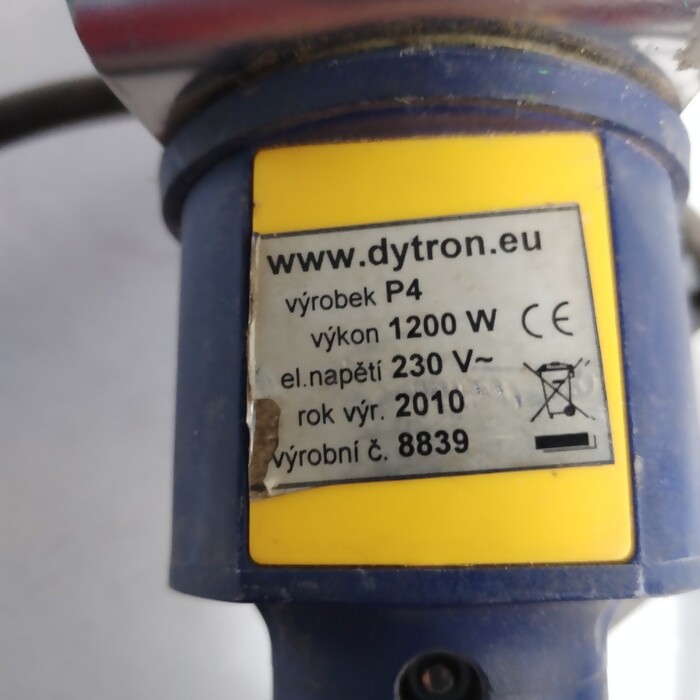 www.dytron.eu
výrobek P4
výkon 1200 W
el.napětí 230 V~
rok výr. 2010
výrobní č. 8839
CE